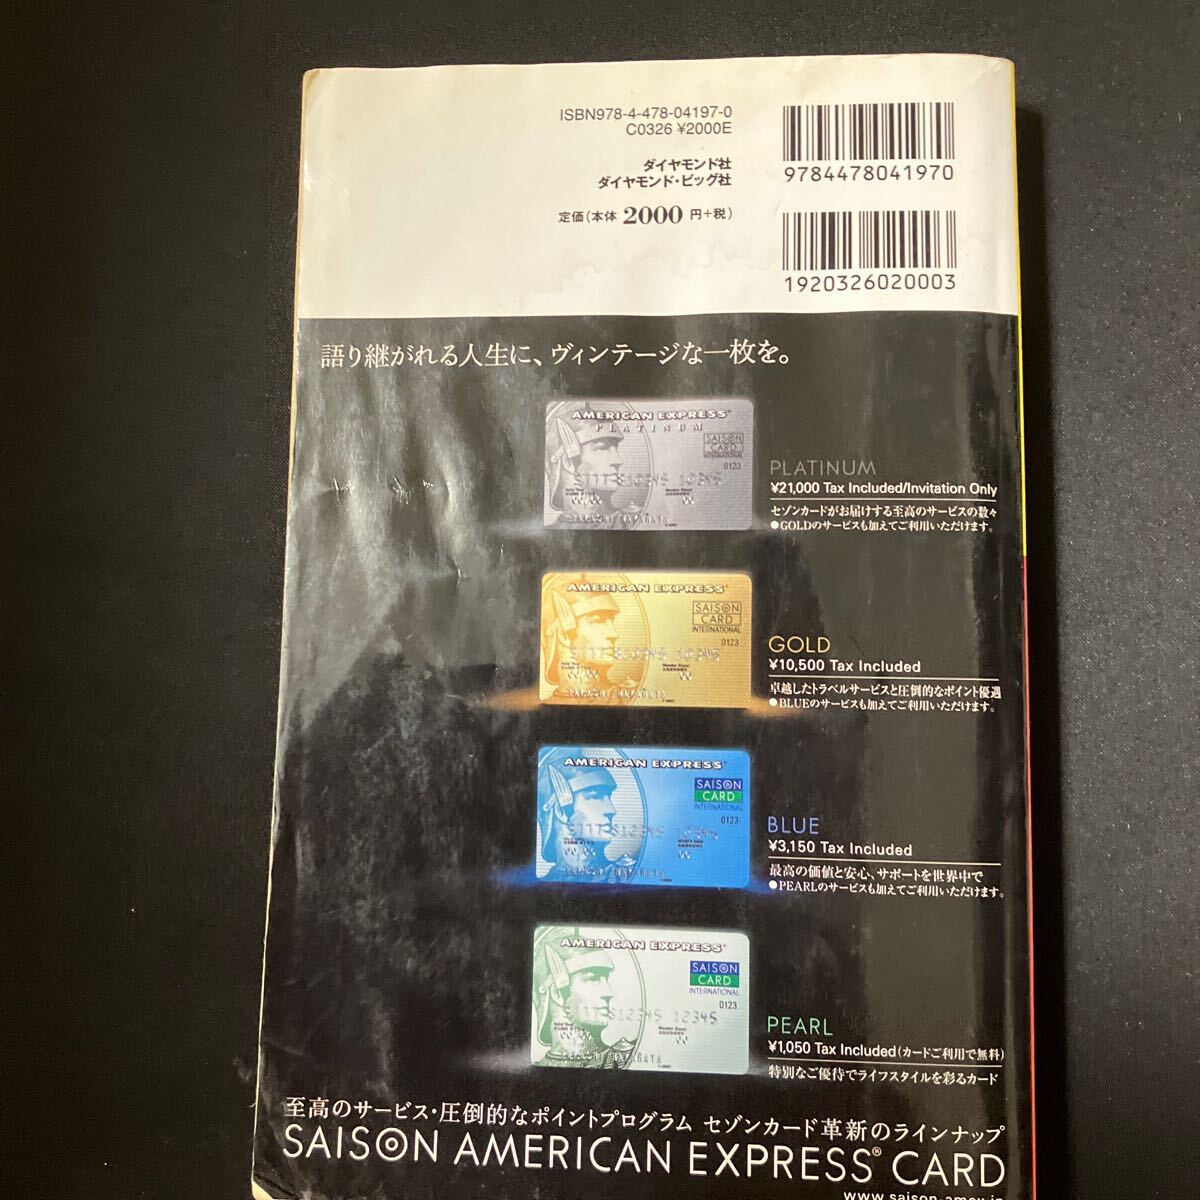 ISBN978-4-478-04197-0
C0326 ¥2000E
ダイヤモンド社
ダイヤモンド・ビッグ社
定価(本体 2000 円+税)
9784478041970
1920326020003
語り継がれる人生に、ヴィンテージな一枚を。
AMERICAN EXPRESS
PLATINUM
SAISON
CARD
INTERNATIONAL
0123
PLATINUM
¥21,000 Tax Included/Invitation Only
セゾンカードがお届けする至高のサービスの数々
●GOLDのサービスも加えてご利用いただけます。
AMERICAN EXPRESS
SAISON
CARD
INTERNATIONAL
0123
GOLD
¥10,500 Tax Included
卓越したトラベルサービスと圧倒的なポイント優遇
●BLUEのサービスも加えてご利用いただけます。
AMERICAN EXPRESS
SAISON
CARD
INTERNATIONAL
0123
BLUE
¥3,150 Tax Included
最高の価値と安心、サポートを世界中で
●PEARLのサービスも加えてご利用いただけます。
AMERICAN EXPRESS
SAISON
CARD
INTERNATIONAL
0123
PEARL
¥1,050 Tax Included(カードご利用で無料)
特別なご優待でライフスタイルを彩るカード
至高のサービス・圧倒的なポイントプログラム セゾンカード革新のラインナップ
SAISON AMERICAN EXPRESS® CARD
www.saison-amex.jp